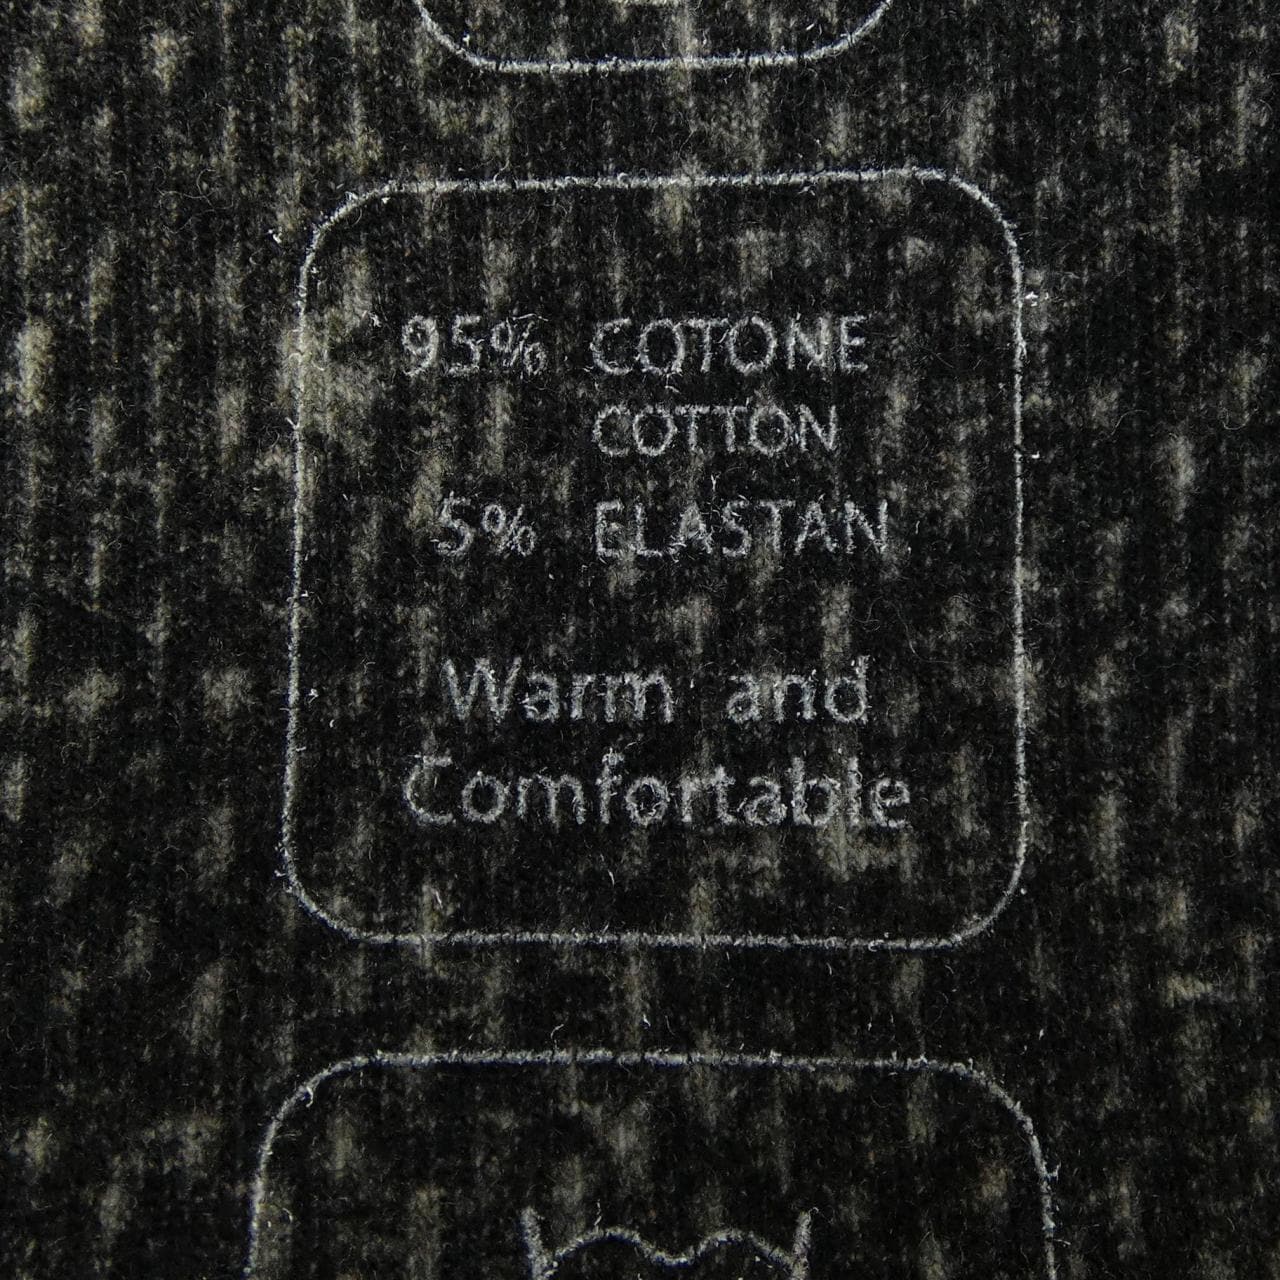 95% COTONE
COTTON
5% ELASTAN
Warm and
Comfortable